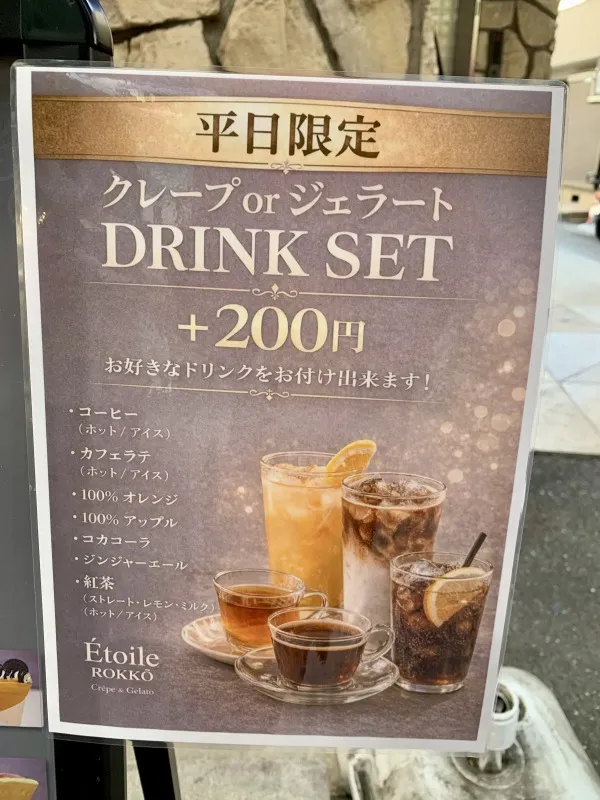 平日限定
クレープ or ジェラート
DRINK SET
+200円
お好きなドリンクをお付け出来ます!
・コーヒー
(ホット/アイス)
・カフェラテ
(ホット/アイス)
・100% オレンジ
・100% アップル
・コカコーラ
・ジンジャーエール
・紅茶
(ストレート・レモン・ミルク)
(ホット/アイス)
Étoile
ROKKŌ
Crêpe & Gelato